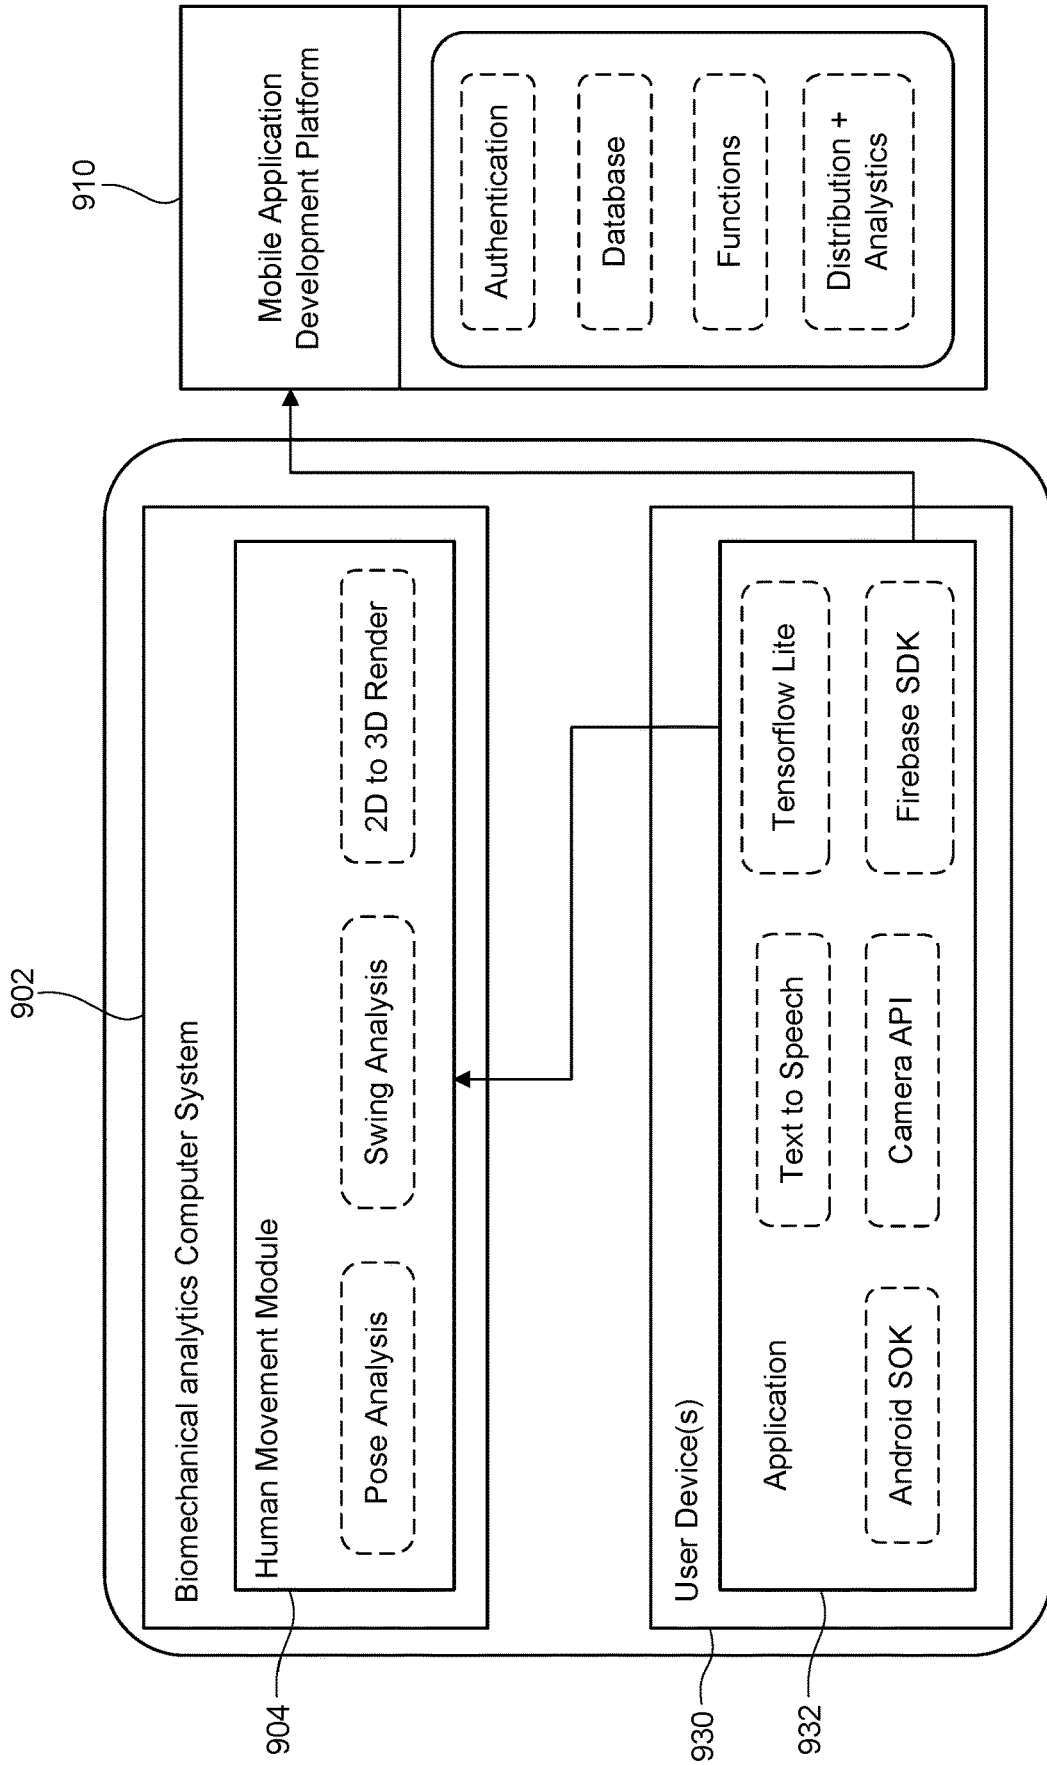 902
Biomechanical analytics Computer System
904
Human Movement Module
Pose Analysis
Swing Analysis
2D to 3D Render
930
User Device(s)
932
Application
Text to Speech
Tensorflow Lite
Android SOK
Camera API
Firebase SDK
910
Mobile Application
Development Platform
Authentication
Database
Functions
Distribution +
Analystics